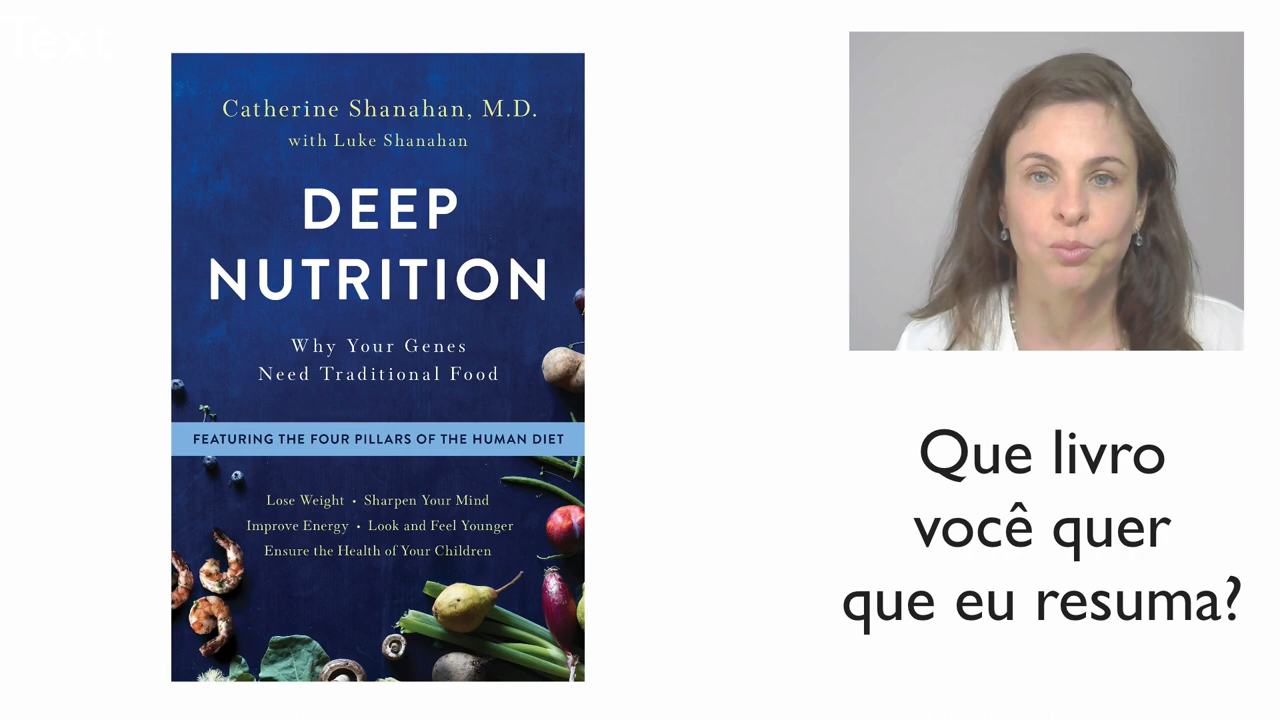 Text
Catherine Shanahan, M.D.
with Luke Shanahan
DEEP
NUTRITION
Why Your Genes
Need Traditional Food
FEATURING THE FOUR PILLARS OF THE HUMAN DIET
Lose Weight • Sharpen Your Mind
Improve Energy • Look and Feel Younger
Ensure the Health of Your Children
Que livro
você quer
que eu resuma?